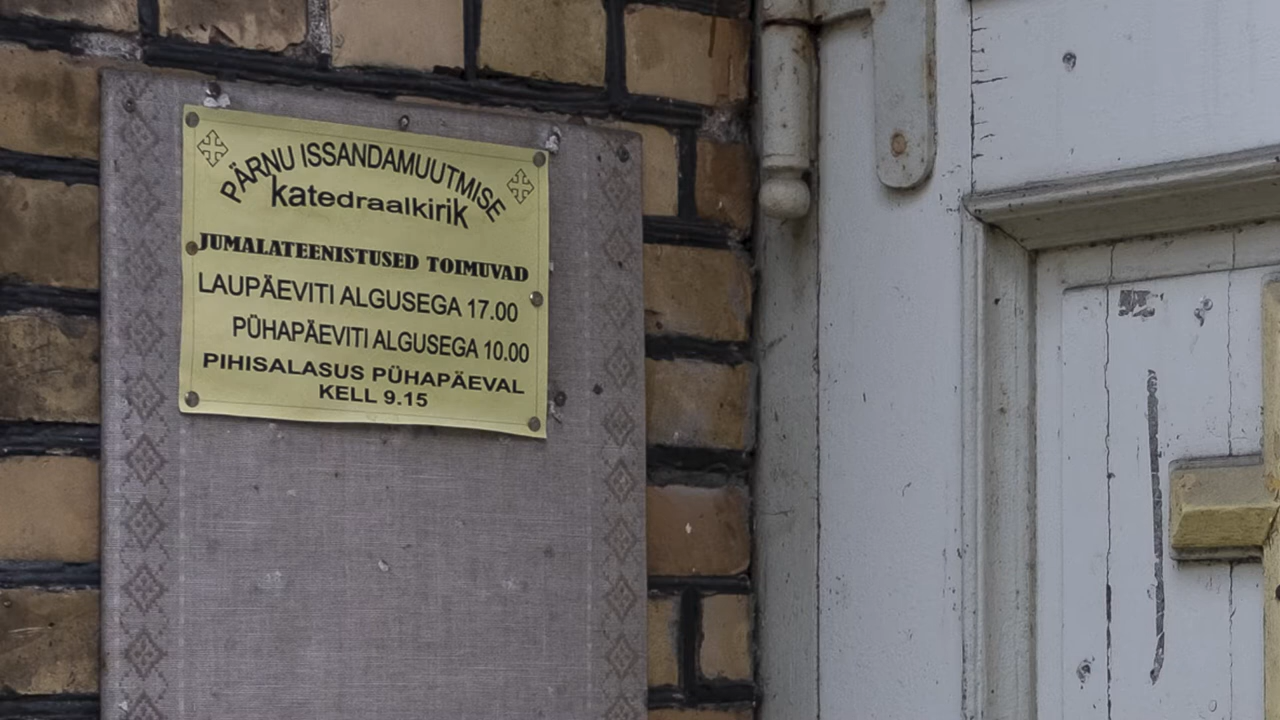 PÄRNU ISSANDAMUUTMISE
katedraalkirik
JUMALATEENISTUSED TOIMUVAD
LAUPÄEVITI ALGUSEGA 17.00
PÜHAPÄEVITI ALGUSEGA 10.00
PIHISALASUS PÜHAPÄEVAL
KELL 9.15